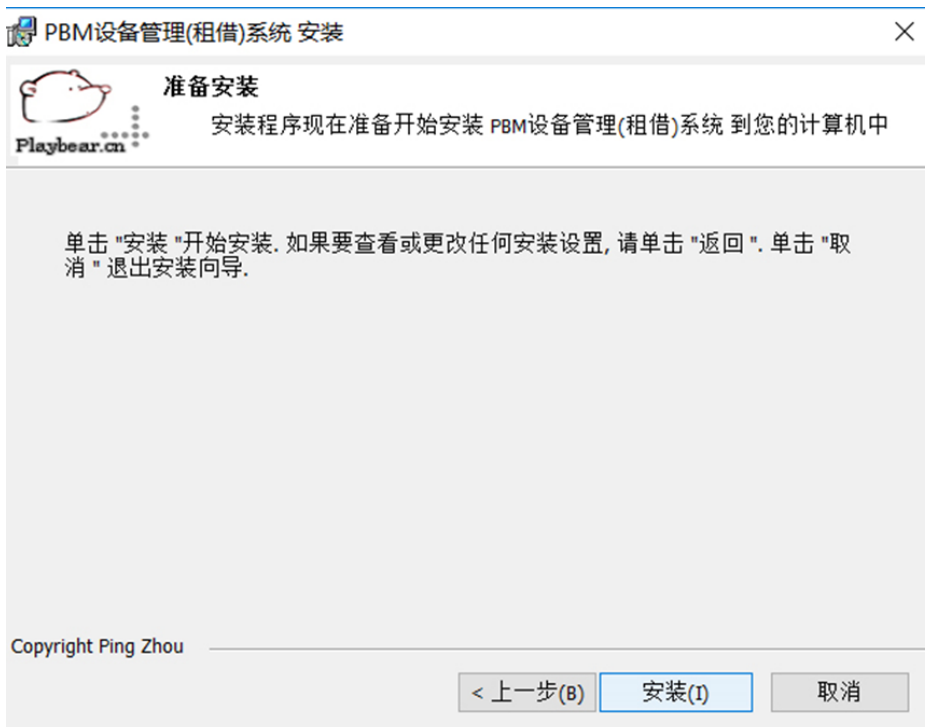 PBM设备管理(租借)系统 安装
准备安装
安装程序现在准备开始安装 PBM设备管理(租借)系统 到您的计算机中
Playbear.cn
单击 "安装 "开始安装. 如果要查看或更改任何安装设置, 请单击 "返回 ". 单击 "取
消 " 退出安装向导.
Copyright Ping Zhou
< 上一步(B)
安装(I)
取消